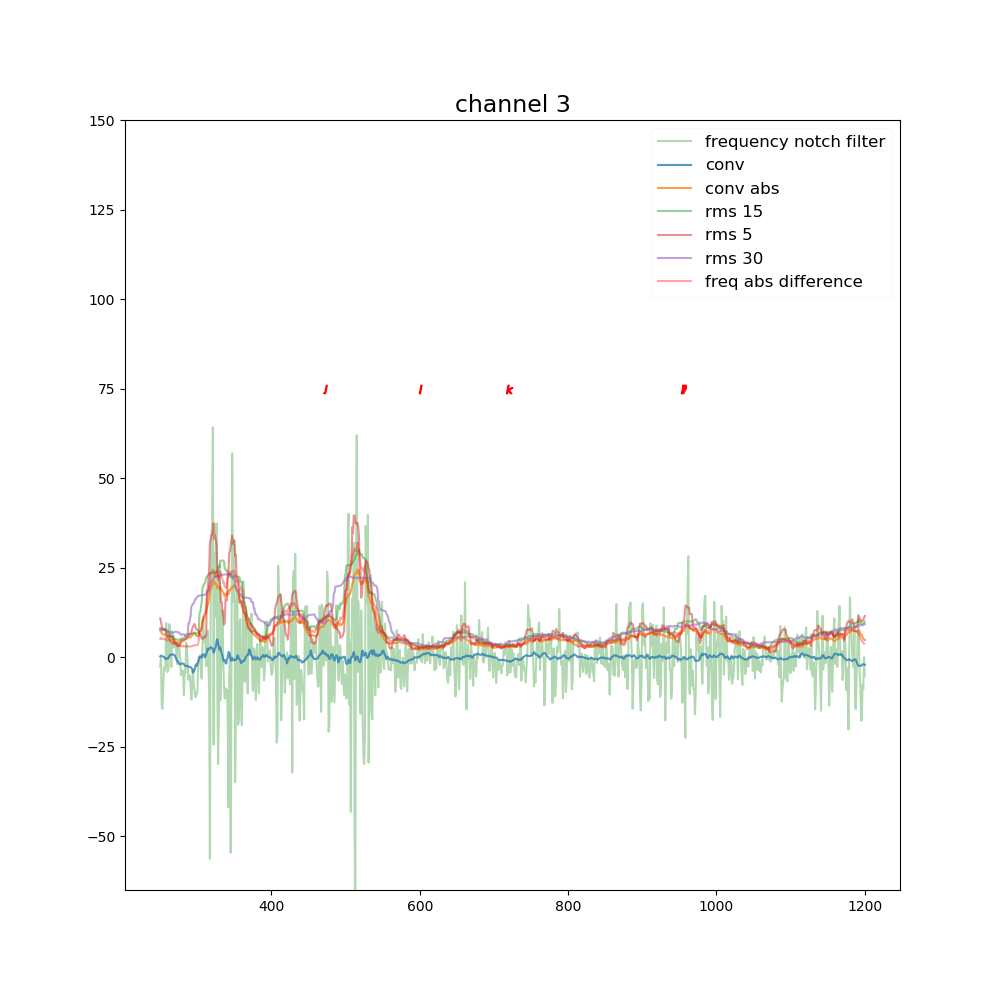 channel 3
150
125
100
75
50
25
0
−25
−50
frequency notch filter
conv
conv abs
rms 15
rms 5
rms 30
freq abs difference
k
400 600 800 1000 1200